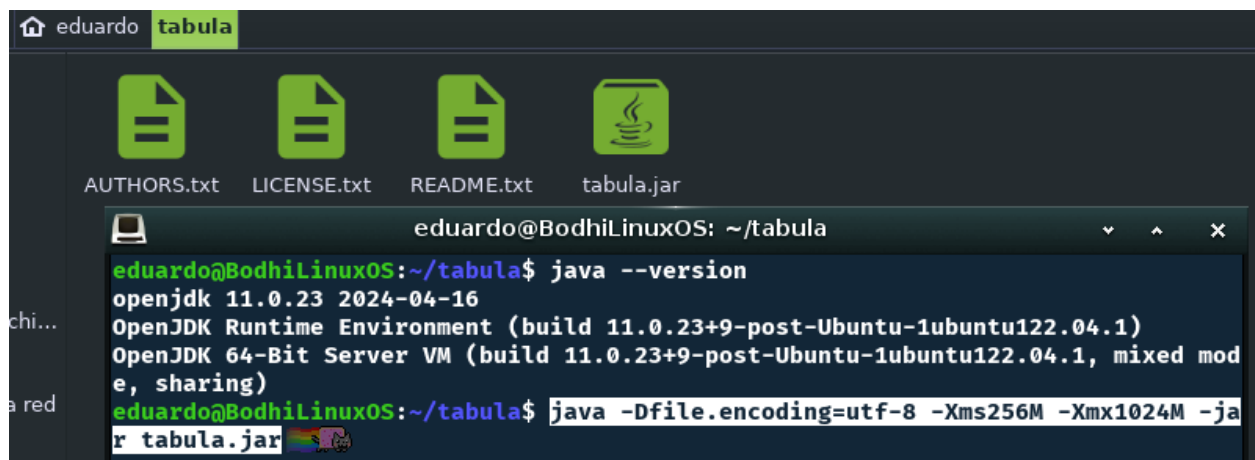 eduardo tabula
AUTHORS.txt LICENSE.txt README.txt tabula.jar
eduardo@BodhiLinuxOS: ~/tabula
eduardo@BodhiLinuxOS:~/tabula$ java --version
openjdk 11.0.23 2024-04-16
chi...
OpenJDK Runtime Environment (build 11.0.23+9-post-Ubuntu-1ubuntu122.04.1)
OpenJDK 64-Bit Server VM (build 11.0.23+9-post-Ubuntu-1ubuntu122.04.1, mixed mod
e, sharing)
a red
eduardo@BodhiLinuxOS:~/tabula$ java -Dfile.encoding=utf-8 -Xms256M -Xmx1024M -ja
r tabula.jar